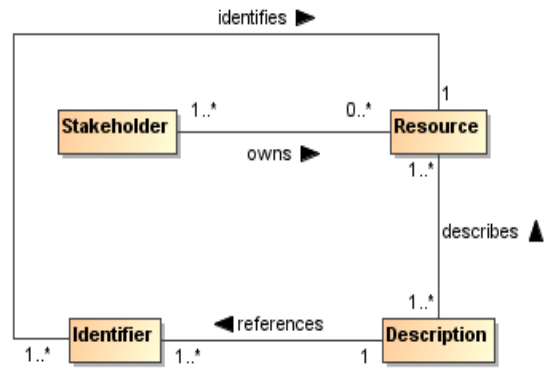 identifies ►
1
1..* 0..*
Stakeholder Resource
owns ►
1..*
describes ▲
1..*
◄ references
Identifier Description
1..* 1..* 1